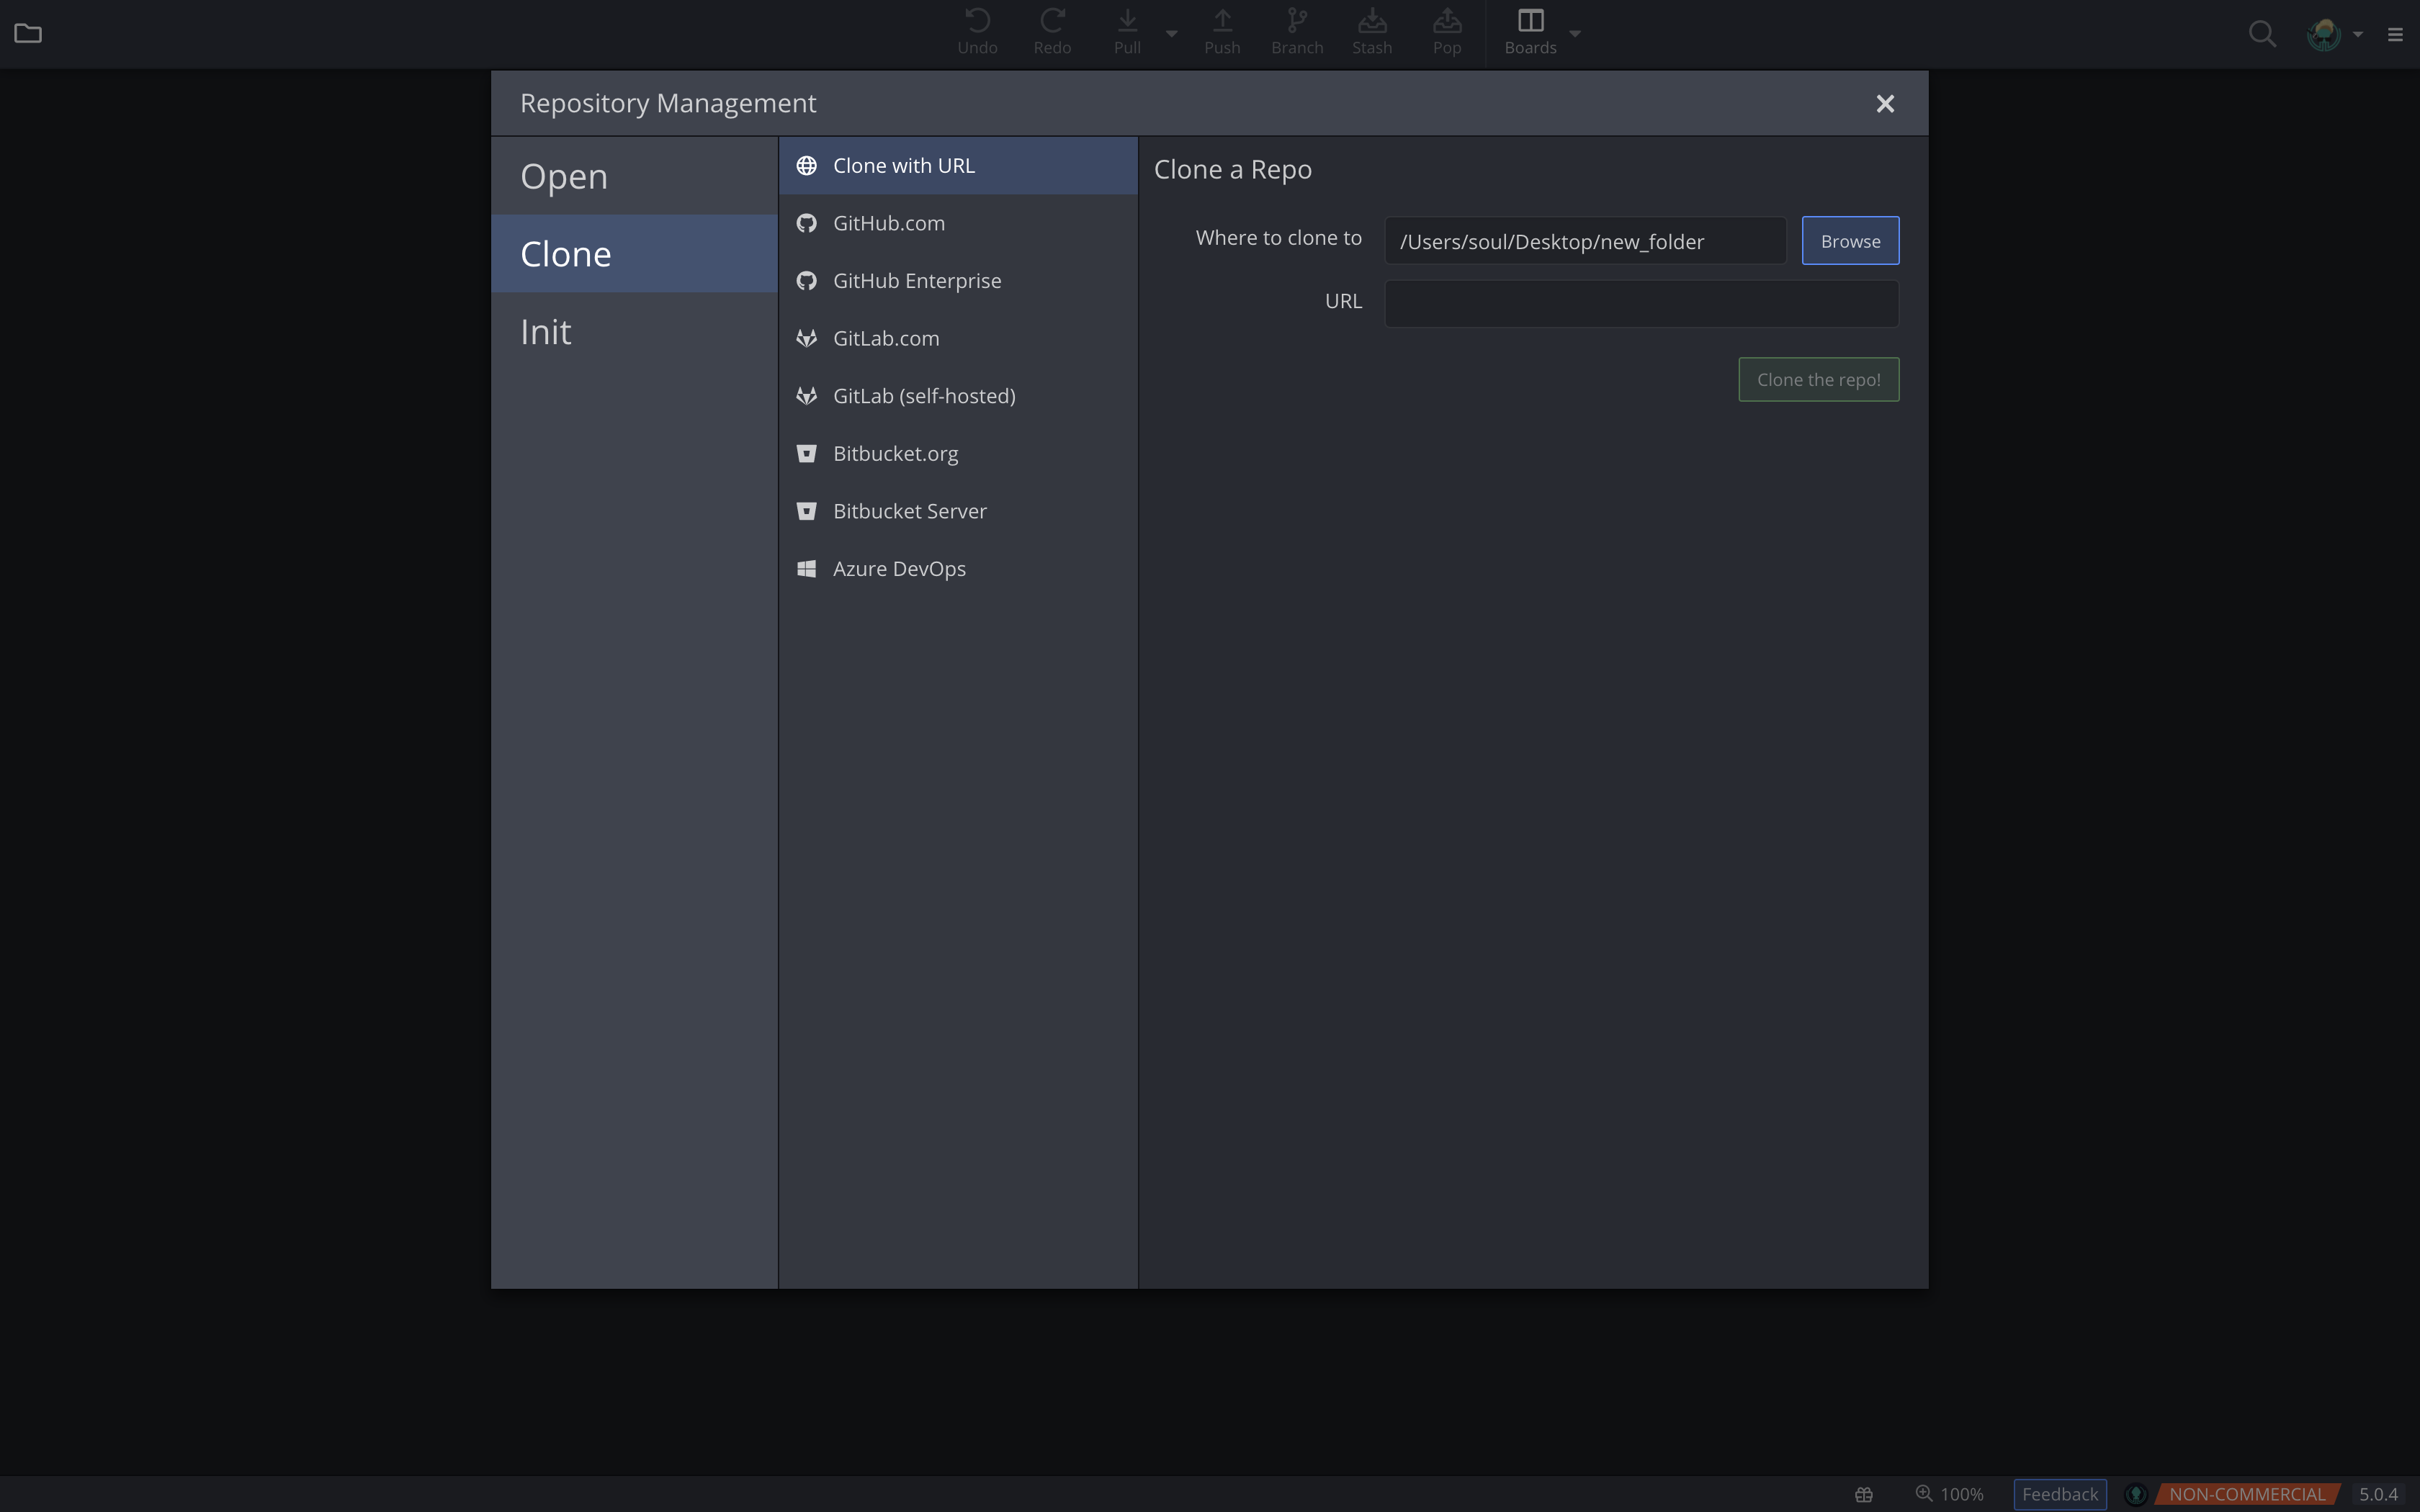 Undo
Redo
Pull
Push
Branch
Stash
Pop
Boards
Repository Management
Open
Clone
Init
Clone with URL
GitHub.com
GitHub Enterprise
GitLab.com
GitLab (self-hosted)
Bitbucket.org
Bitbucket Server
Azure DevOps
Clone a Repo
Where to clone to
/Users/soul/Desktop/new_folder
Browse
URL
Clone the repo!
100%
Feedback
NON-COMMERCIAL
5.0.4